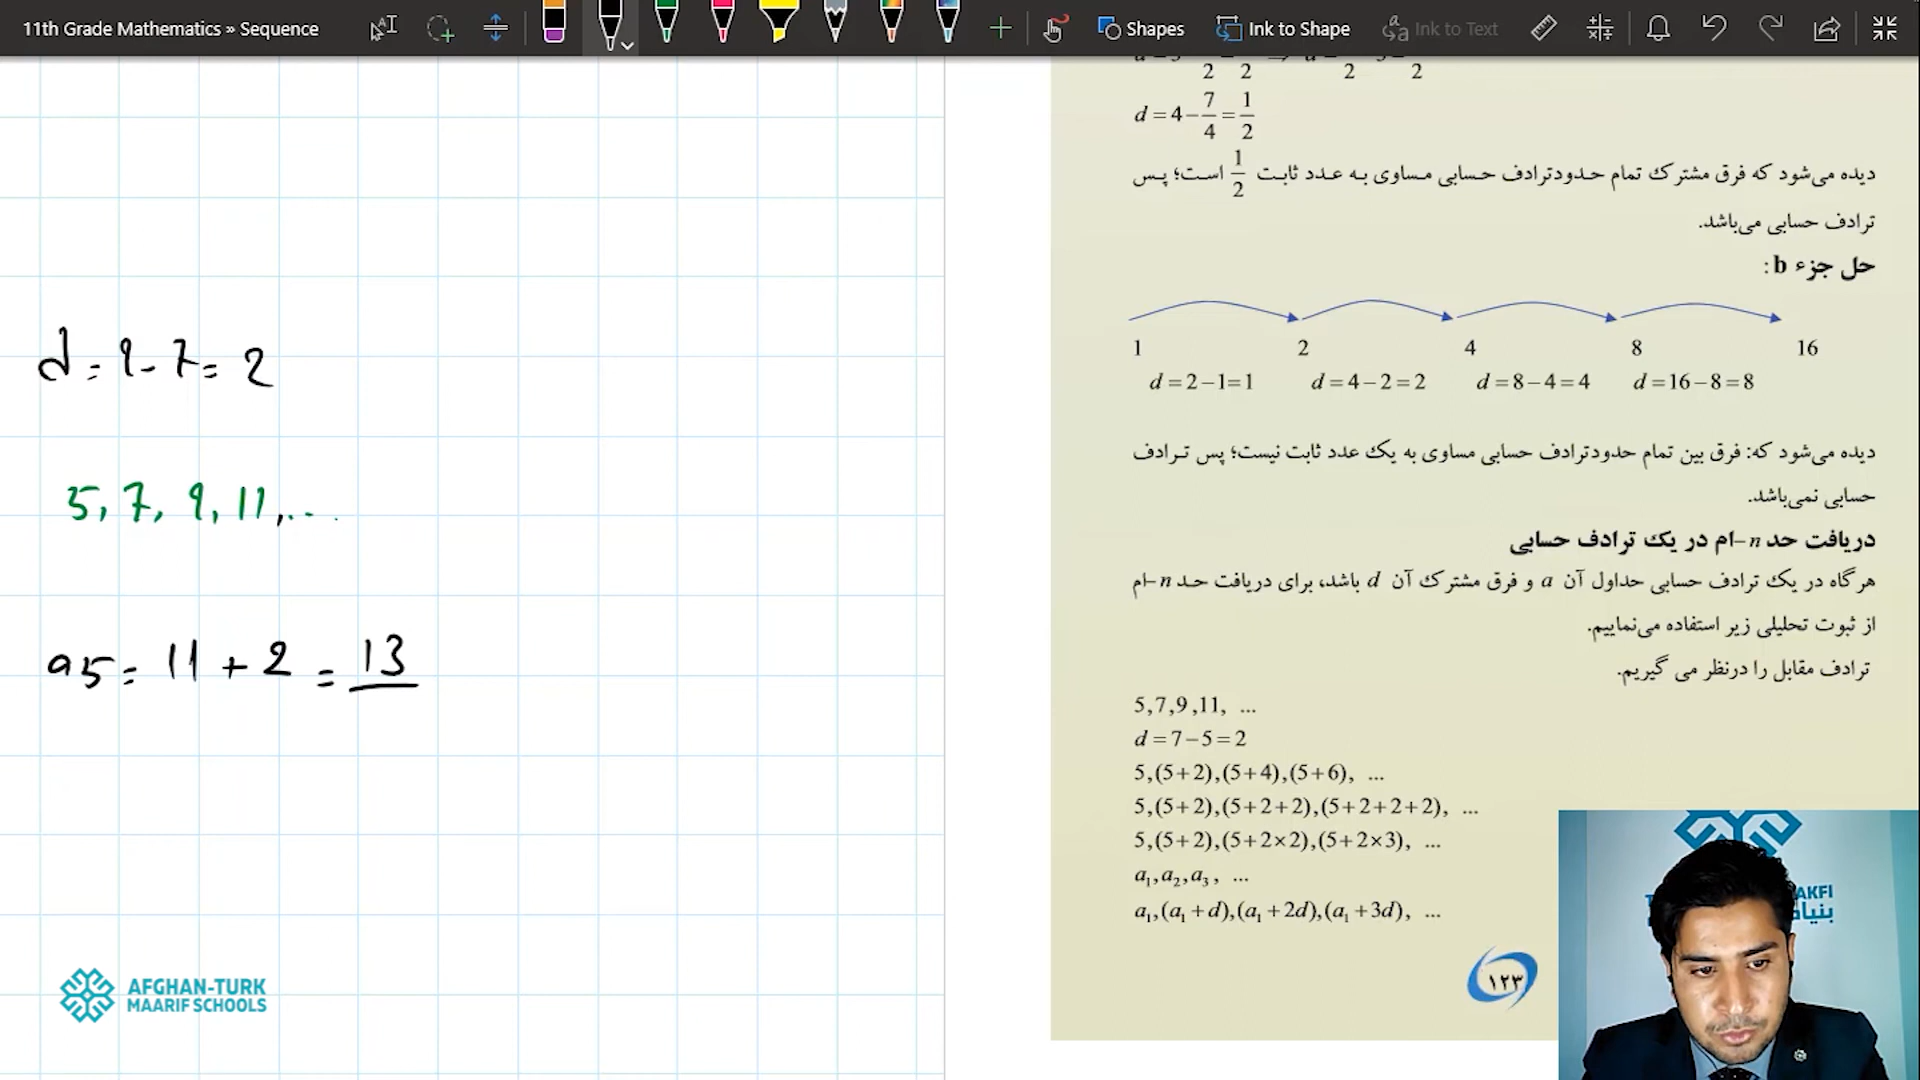 11th Grade Mathematics » Sequence
Shapes
Ink to Shape
Ink to Text
d = 9 - 7 = 2
5, 7, 9, 11, ...
a5 = 11 + 2 = 13
AFGHAN-TURK
MAARIF SCHOOLS
d = 4 − 7/4 = 1/2
دیده می‌شود که فرق مشترک تمام حدودترادف حسابی مساوی به عدد ثابت 1/2 است؛ پس
ترادف حسابی می‌باشد.
حل جزء b:
1 2 4 8 16
d = 2 − 1 = 1 d = 4 − 2 = 2 d = 8 − 4 = 4 d = 16 − 8 = 8
دیده می‌شود که: فرق بین تمام حدودترادف حسابی مساوی به یک عدد ثابت نیست؛ پس ترادف
حسابی نمی‌باشد.
دریافت حد n–ام در یک ترادف حسابی
هرگاه در یک ترادف حسابی حداول آن a و فرق مشترک آن d باشد، برای دریافت حد n–ام
از ثبوت تحلیلی زیر استفاده می‌نماییم.
ترادف مقابل را درنظر می گیریم.
5,7,9,11, ...
d = 7 − 5 = 2
5,(5+2),(5+4),(5+6), ...
5,(5+2),(5+2+2),(5+2+2+2), ...
5,(5+2),(5+2×2),(5+2×3), ...
a₁,a₂,a₃, ...
a₁,(a₁+d),(a₁+2d),(a₁+3d), ...
۱۲۳
AKFI